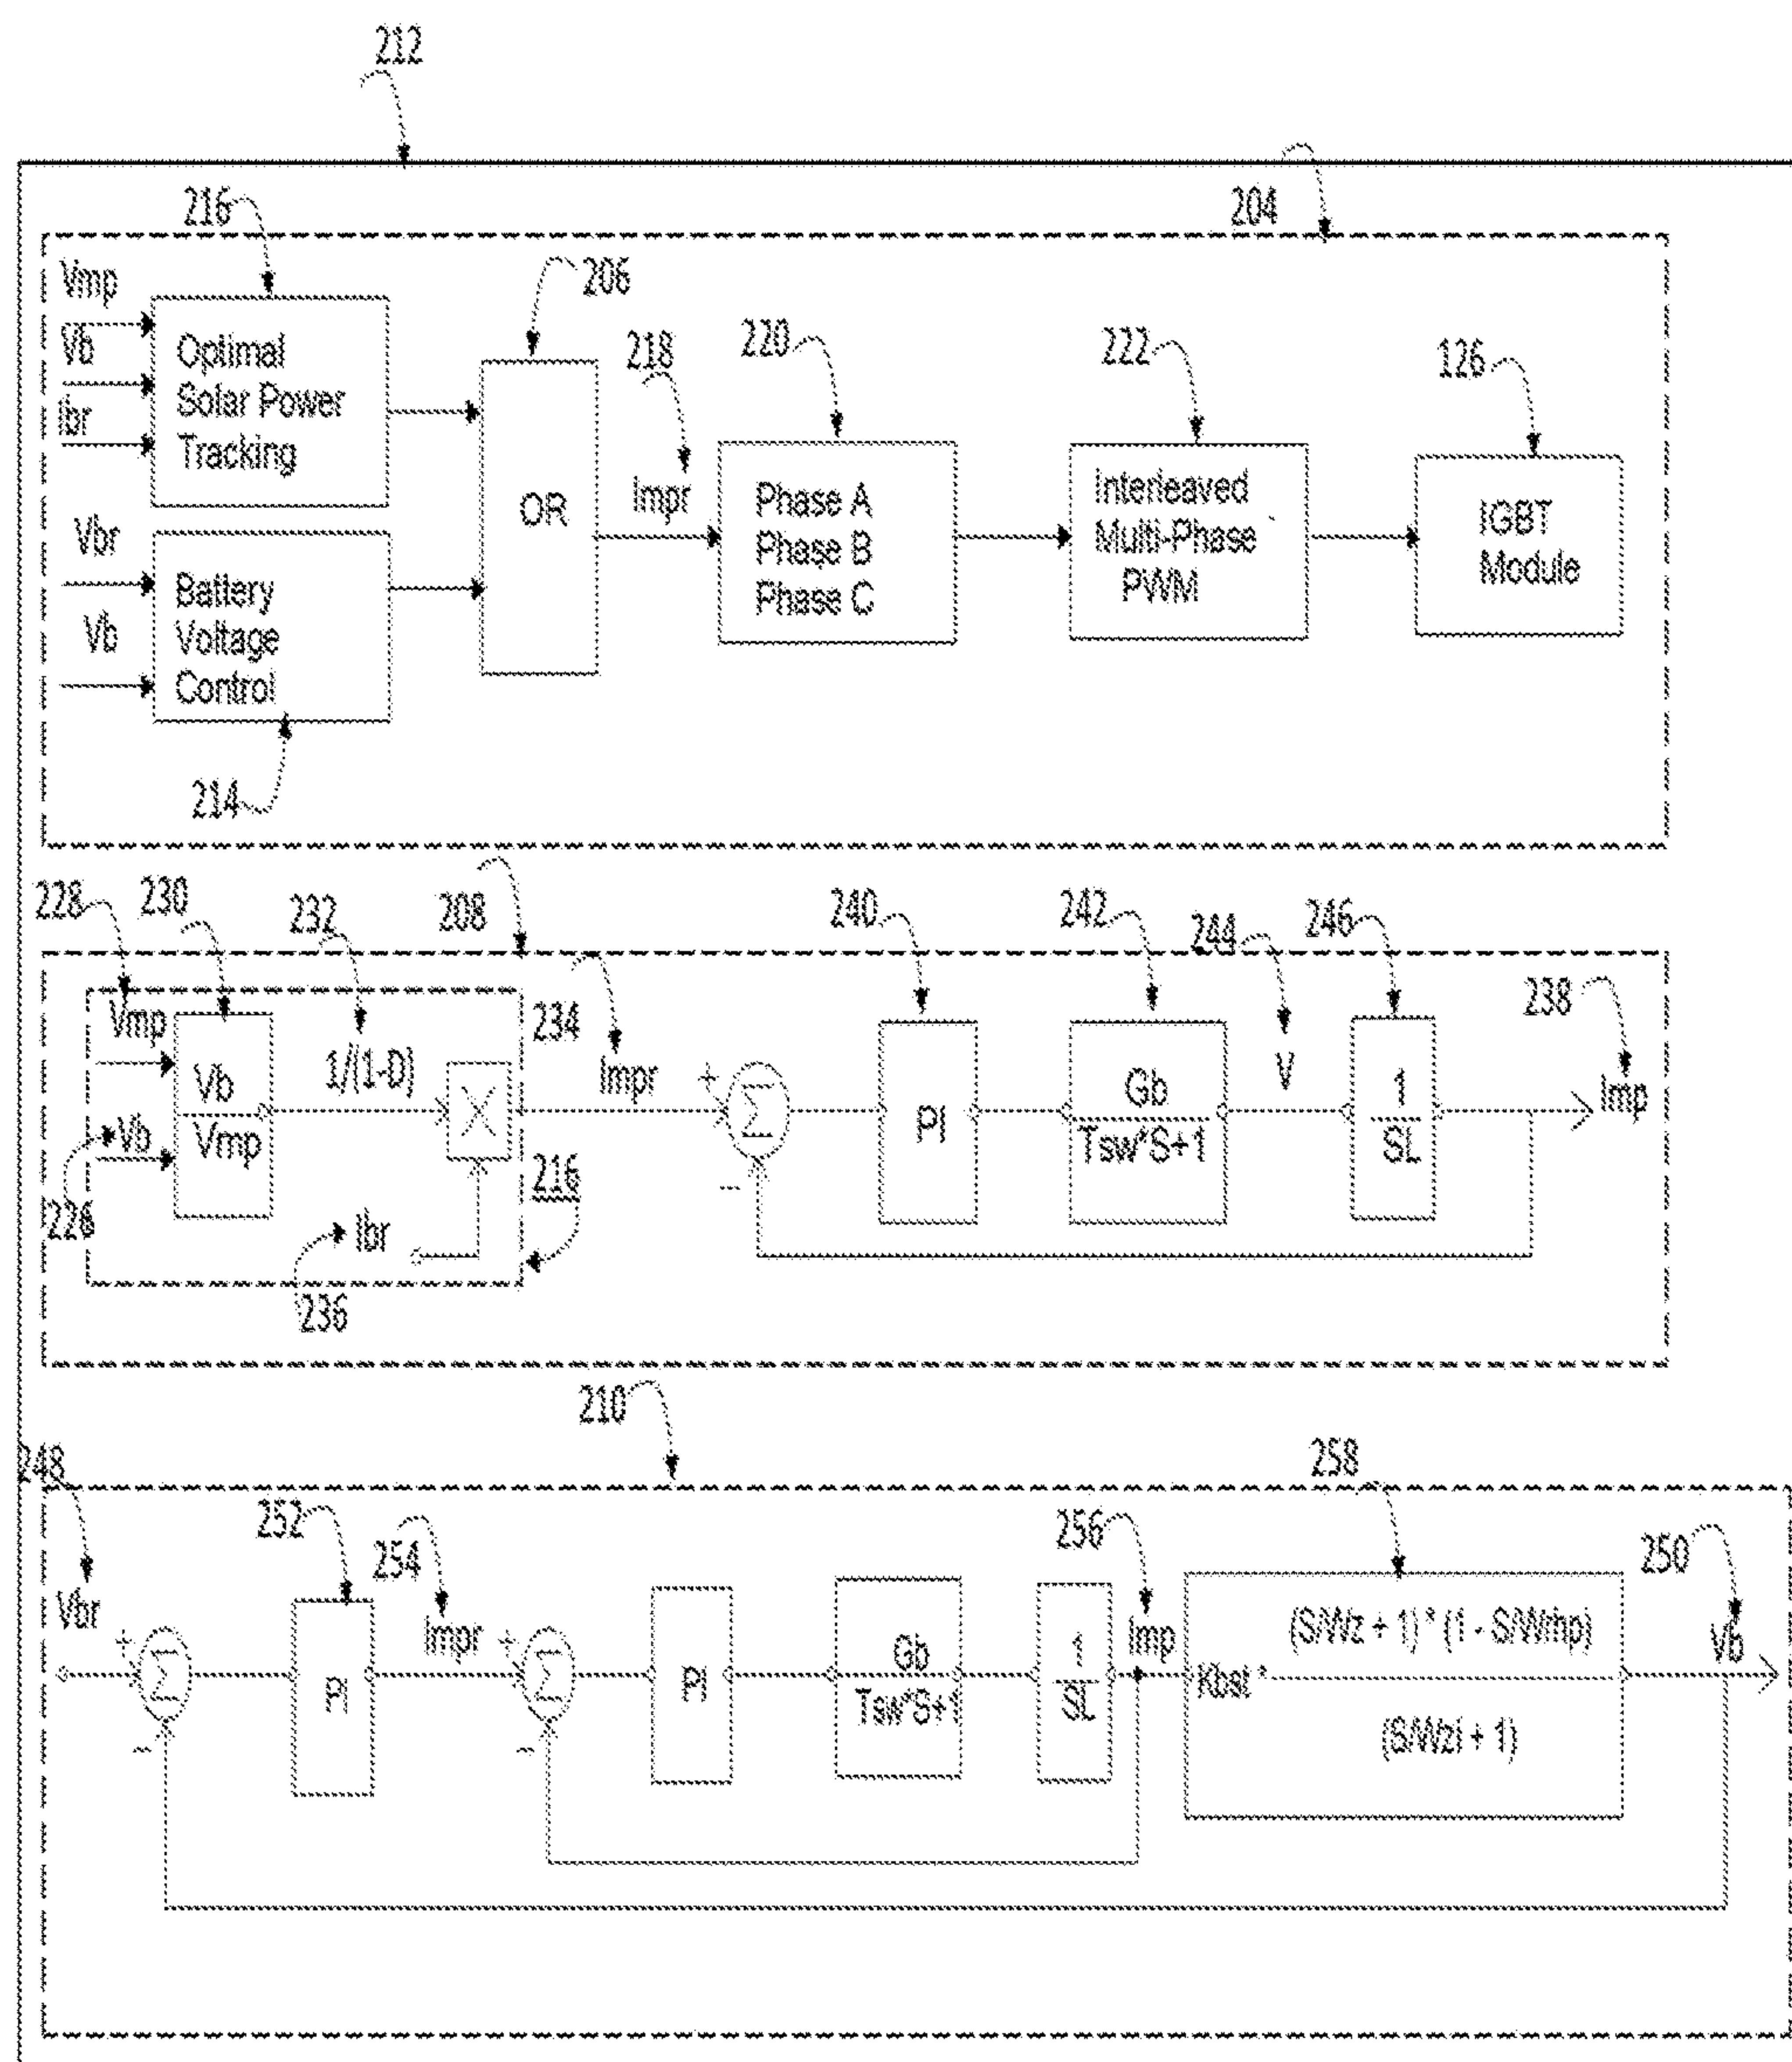 212
216
204
Vmp
Vb
Ibr
Optimal
Solar Power
Tracking
206
218
220
222
126
OR
Impr
Phase A
Phase B
Phase C
Interleaved
Multi-Phase
PWM
IGBT
Module
Vbr
Vb
Battery
Voltage
Control
214
228
230
232
208
240
242
244
246
238
234
Vmp
Vb
Vb
Vmp
1/(1-D)
X
Impr
+
Σ
-
PI
Gb
Tsw*S+1
V
1
SL
Imp
226
216
Ibr
236
210
248
252
254
256
258
250
Vbr
+
Σ
-
PI
Impr
+
Σ
-
PI
Gb
Tsw*S+1
1
SL
Imp
Kbst *
(S/Wz + 1) * (1 - S/Wrhp)
(S/Wzi + 1)
Vb